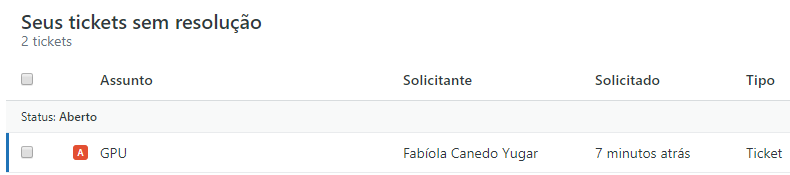 Seus tickets sem resolução
2 tickets
Assunto Solicitante Solicitado Tipo
Status: Aberto
A GPU Fabíola Canedo Yugar 7 minutos atrás Ticket